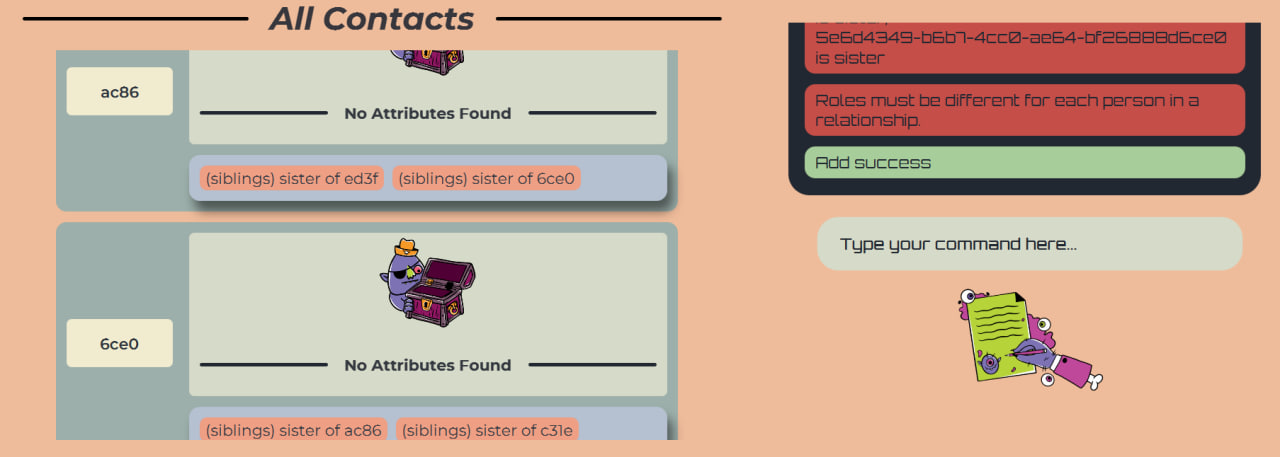 All Contacts
ac86
No Attributes Found
(siblings) sister of ed3f (siblings) sister of 6ce0
6ce0
No Attributes Found
(siblings) sister of ac86 (siblings) sister of c31e
5e6d4349-b6b7-4cc0-ae64-bf26888d6ce0
is sister
Roles must be different for each person in a
relationship.
Add success
Type your command here...